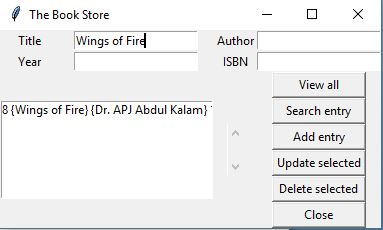 The Book Store
Title Wings of Fire Author
Year ISBN
View all
8 {Wings of Fire} {Dr. APJ Abdul Kalam}
Search entry
Add entry
Update selected
Delete selected
Close